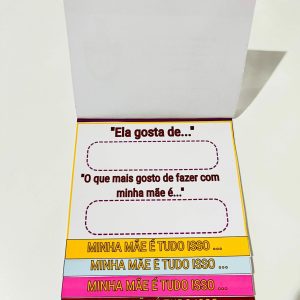 "Ela gosta de..."
"O que mais gosto de fazer com
minha mãe é..."
MINHA MÃE É TUDO ISSO ...
MINHA MÃE É TUDO ISSO ...
MINHA MÃE É TUDO ISSO ...